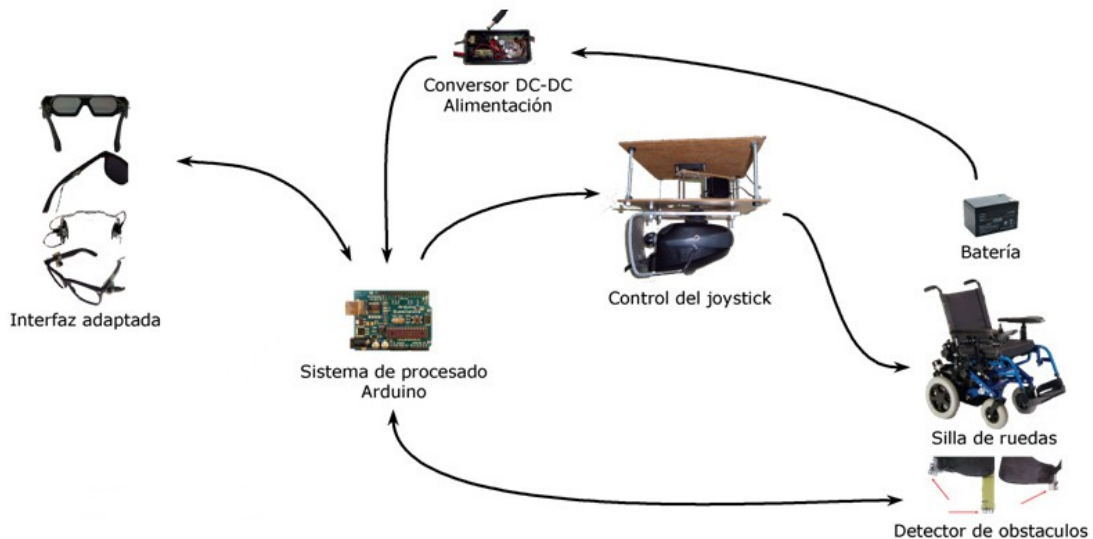 Conversor DC-DC
Alimentación
Batería
Control del joystick
Interfaz adaptada
Sistema de procesado
Arduino
Silla de ruedas
Detector de obstaculos